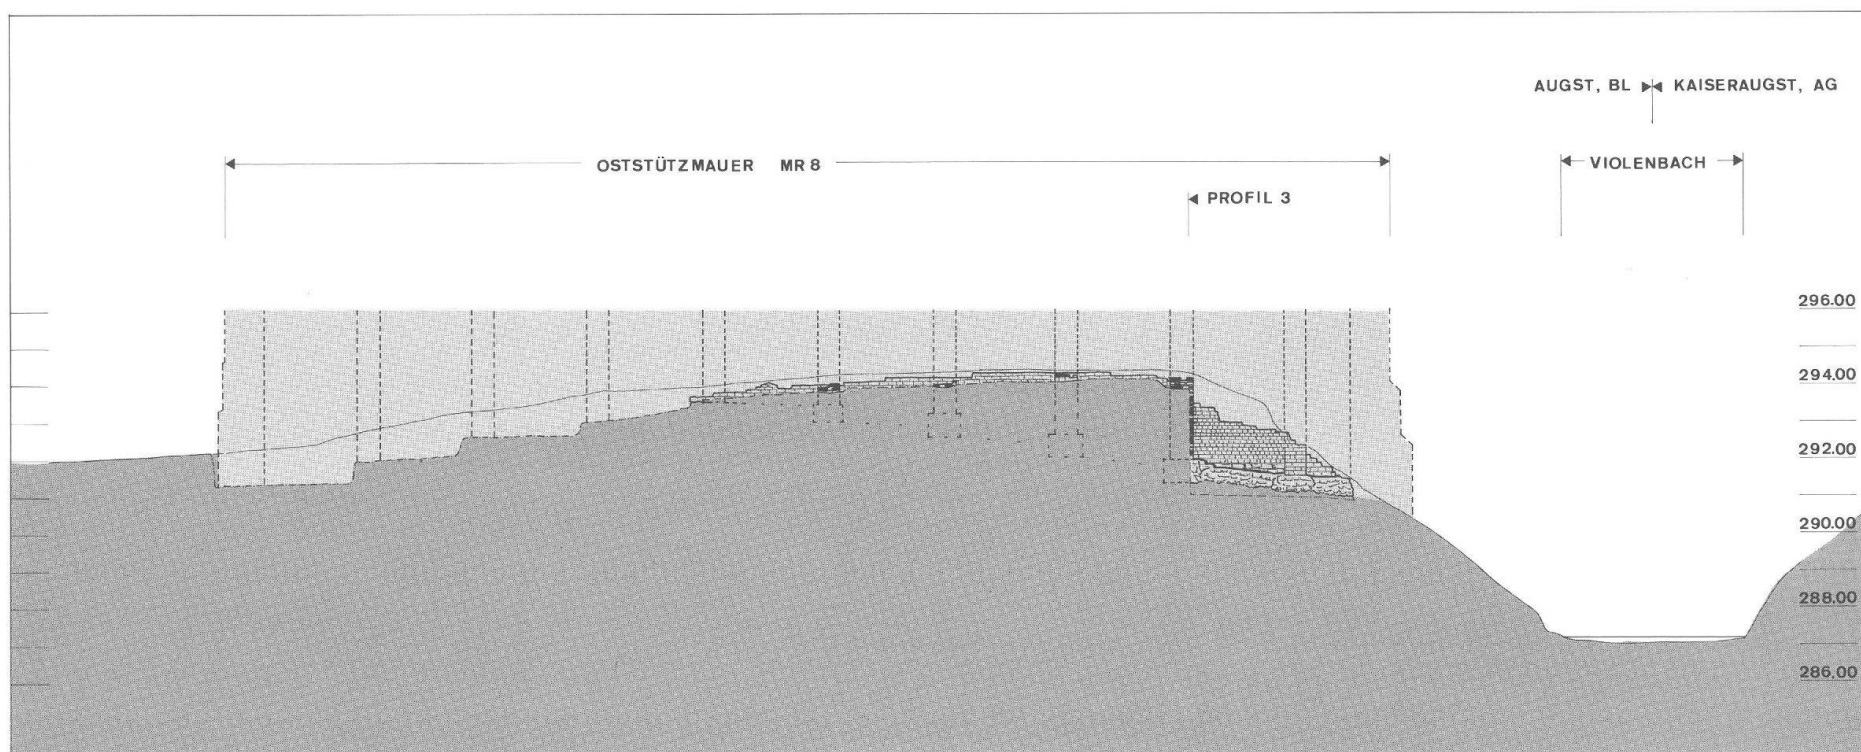 AUGST, BL KAISERAUGST, AG
OSTSTÜTZMAUER MR 8
VIOLENBACH
PROFIL 3
296.00
294.00
292.00
290.00
288.00
286.00